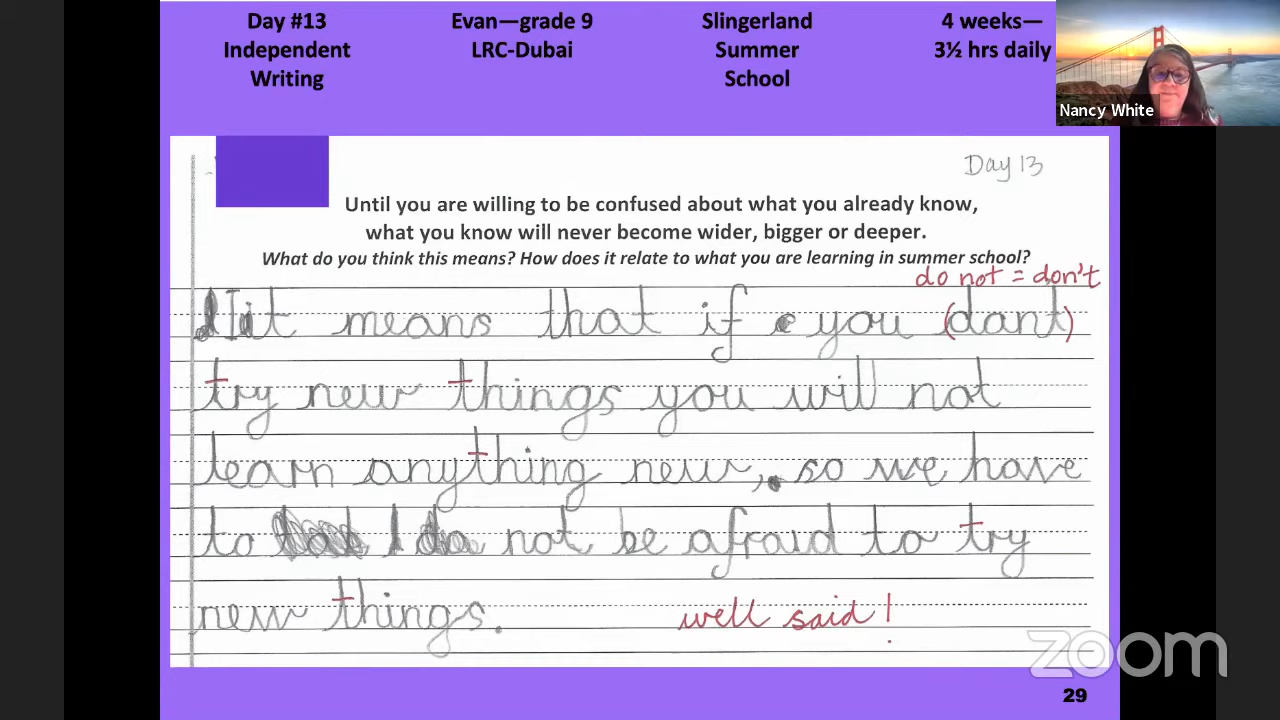 Day #13
Independent
Writing
Evan—grade 9
LRC-Dubai
Slingerland
Summer
School
4 weeks—
3½ hrs daily
Nancy White
Day 13
Until you are willing to be confused about what you already know,
what you know will never become wider, bigger or deeper.
What do you think this means? How does it relate to what you are learning in summer school?
do not = don't
It means that if you (dant)
try new things you will not
learn anything new, so we have
to not be afraid to try
new things.
well said!
zoom
29